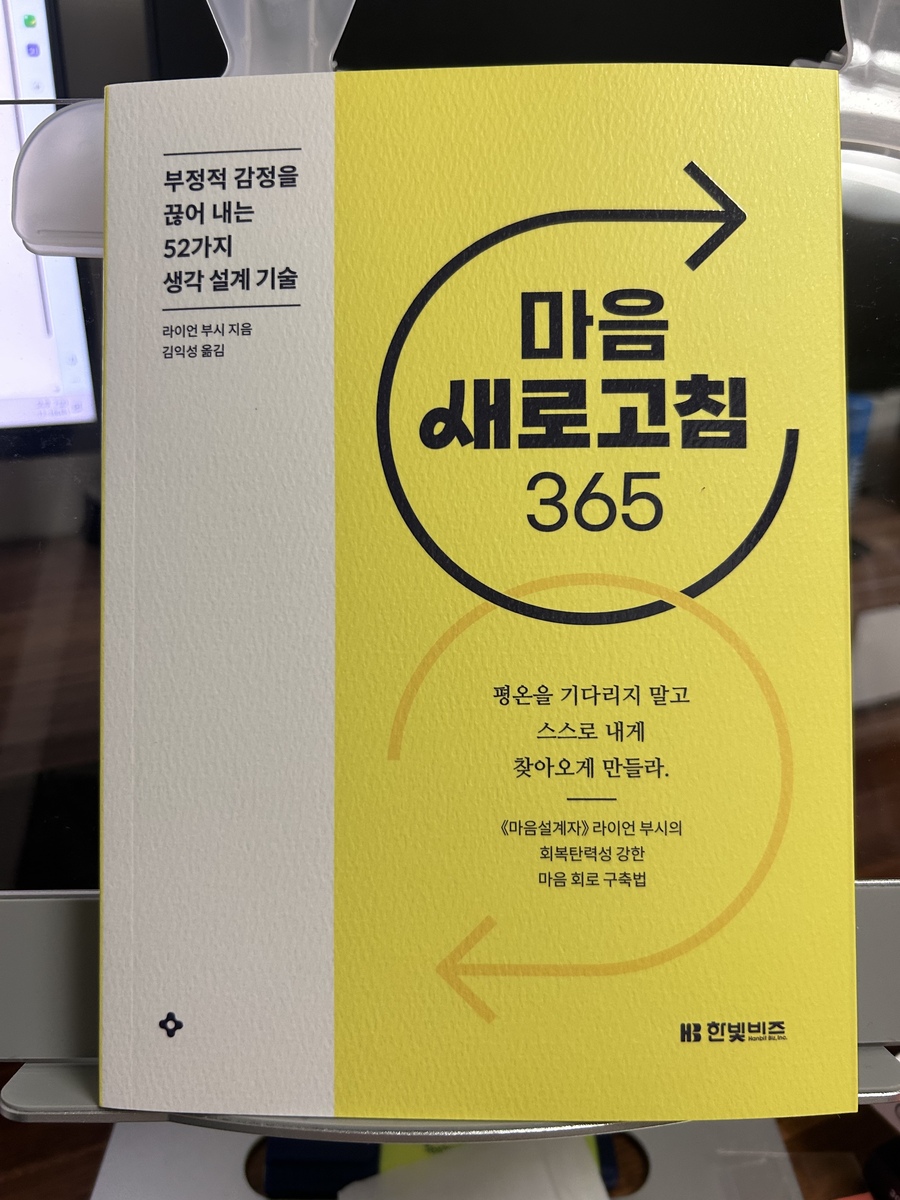 부정적 감정을
끊어 내는
52가지
생각 설계 기술
라이언 부시 지음
김익성 옮김
마음
새로고침
365
평온을 기다리지 말고
스스로 내게
찾아오게 만들라.
《마음설계자》 라이언 부시의
회복탄력성 강한
마음 회로 구축법
HB 한빛비즈
Hanbit Biz, Inc.